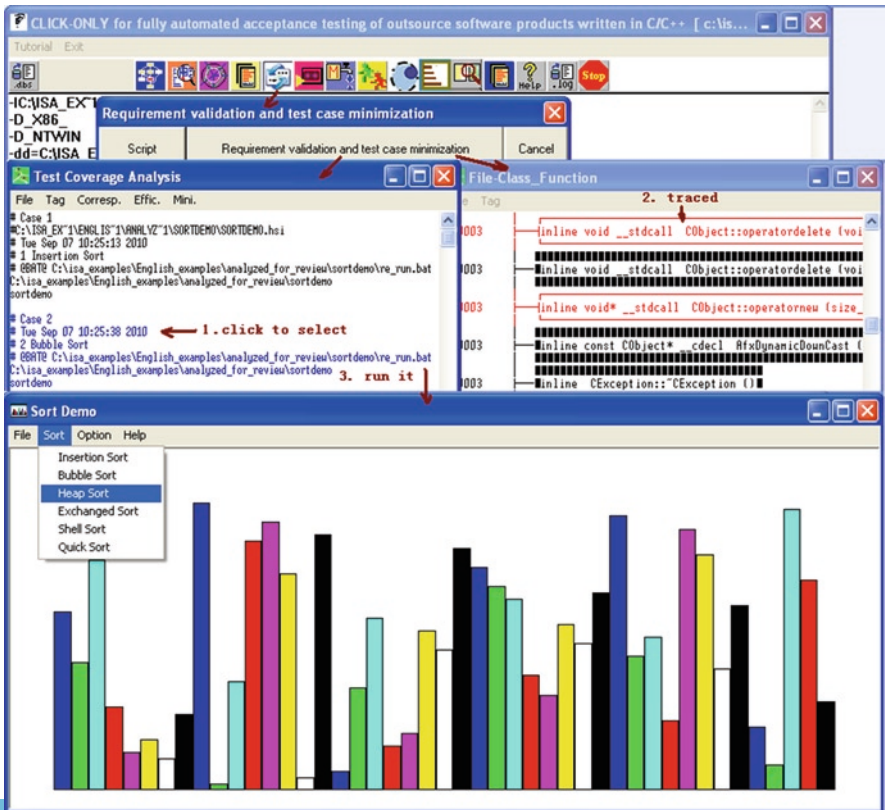 CLICK-ONLY for fully automated acceptance testing of outsource software products written in C/C++ [ c:\is...
Tutorial Exit
.dbs
Help
.log
Stop
-IC:\ISA_EX~1
-D_X86_
-D_NTWIN
-dd=C:\ISA_E
Requirement validation and test case minimization
Script Requirement validation and test case minimization Cancel
Test Coverage Analysis
File Tag Corresp. Effic. Mini.
# Case 1
#C:\ISA_EX~1\ENGLIS~1\ANALYZ~1\SORTDEMO\SORTDEMO.hsi
# Tue Sep 07 10:25:13 2010
# 1 Insertion Sort
# @BAT@ C:\isa_examples\English_examples\analyzed_for_review\sortdemo\re_run.bat
C:\isa_examples\English_examples\analyzed_for_review\sortdemo
sortdemo
# Case 2
# Tue Sep 07 10:25:38 2010
1.click to select
# 2 Bubble Sort
# @BAT@ C:\isa_examples\English_examples\analyzed_for_review\sortdemo\re_run.bat
C:\isa_examples\English_examples\analyzed_for_review\sortdemo
sortdemo
3. run it
File-Class_Function
e Tag
2. traced
0003 inline void __stdcall CObject::operatordelete (voi
0003 inline void __stdcall CObject::operatordelete (voi
0003 inline void* __stdcall CObject::operatornew (size_
0003 inline const CObject* __cdecl AfxDynamicDownCast (
0003 inline CException::~CException ()
Sort Demo
File Sort Option Help
Insertion Sort
Bubble Sort
Heap Sort
Exchanged Sort
Shell Sort
Quick Sort